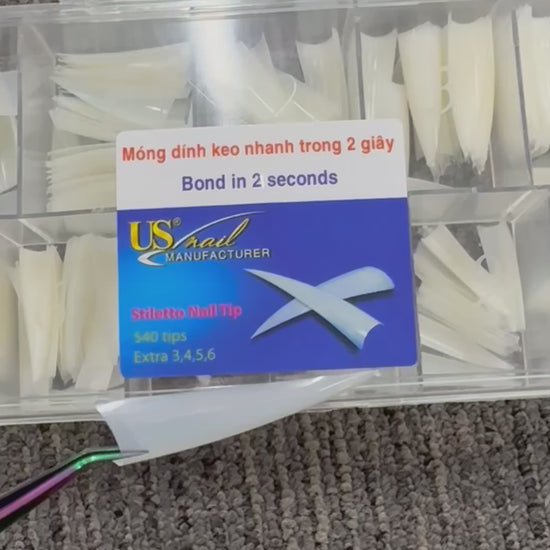 Móng dính keo nhanh trong 2 giây
Bond in 2 seconds
US® nail
MANUFACTURER
Stiletto Nail Tip
540 tips
Extra 3,4,5,6